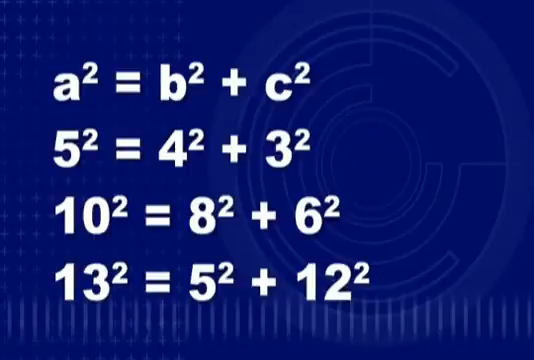 a² = b² + c²
5² = 4² + 3²
10² = 8² + 6²
13² = 5² + 12²